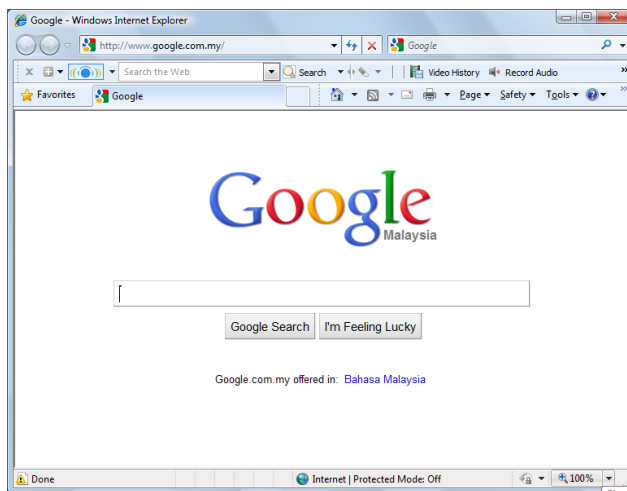 Google - Windows Internet Explorer
http://www.google.com.my/
Google
Search the Web
Search
Video History
Record Audio
Favorites
Google
Page
Safety
Tools
Google
Malaysia
Google Search
I'm Feeling Lucky
Google.com.my offered in: Bahasa Malaysia
Done
Internet | Protected Mode: Off
100%